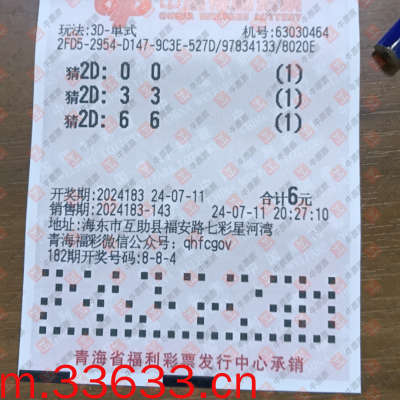 玩法:3D-单式 机号:63030464
2FD5-2954-D147-9C3E-527D/97834133/8020E
猜2D: 0 0 (1)
猜2D: 3 3 (1)
猜2D: 6 6 (1)
开奖期:2024183 24-07-11 合计6元
销售期:2024183-143 24-07-11 20:27:10
地址:海东市互助县福安路七彩星河湾
青海福彩微信公众号:qhfcgov
182期开奖号码:8-8-4
青海省福利彩票发行中心承销
m.33633.cn